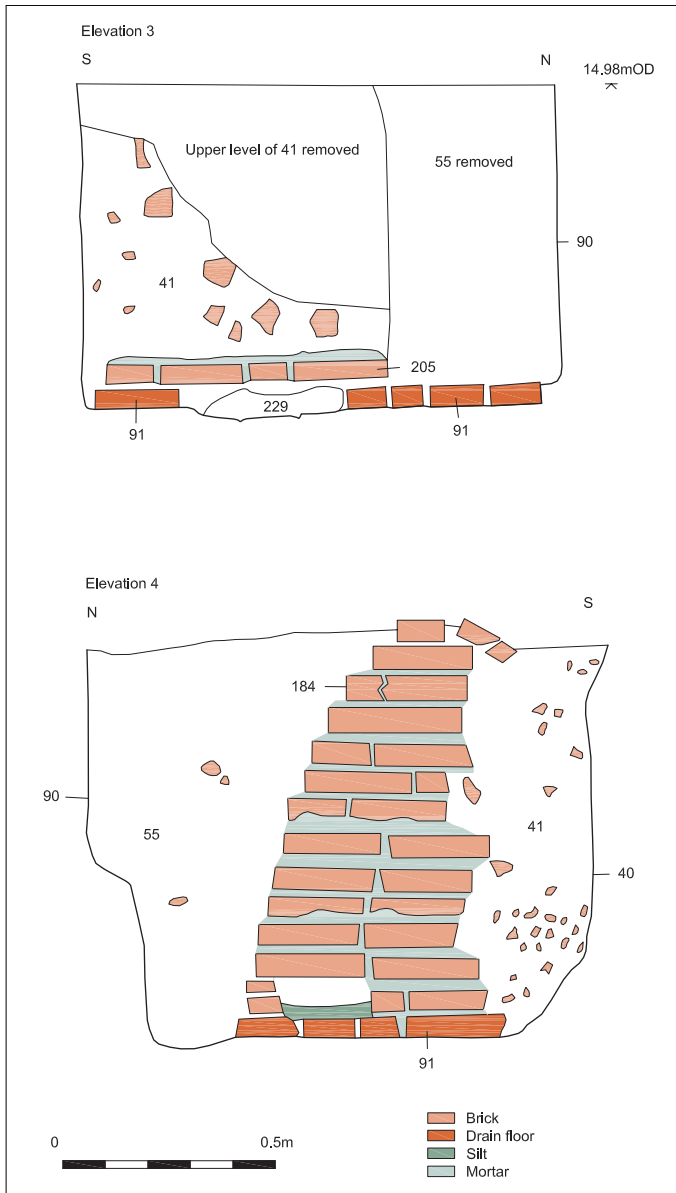 Elevation 3
S N
14.98mOD
Upper level of 41 removed
55 removed
90
41
205
229
91 91
Elevation 4
N S
184
90
55
41
40
91
0 0.5m
Brick
Drain floor
Silt
Mortar